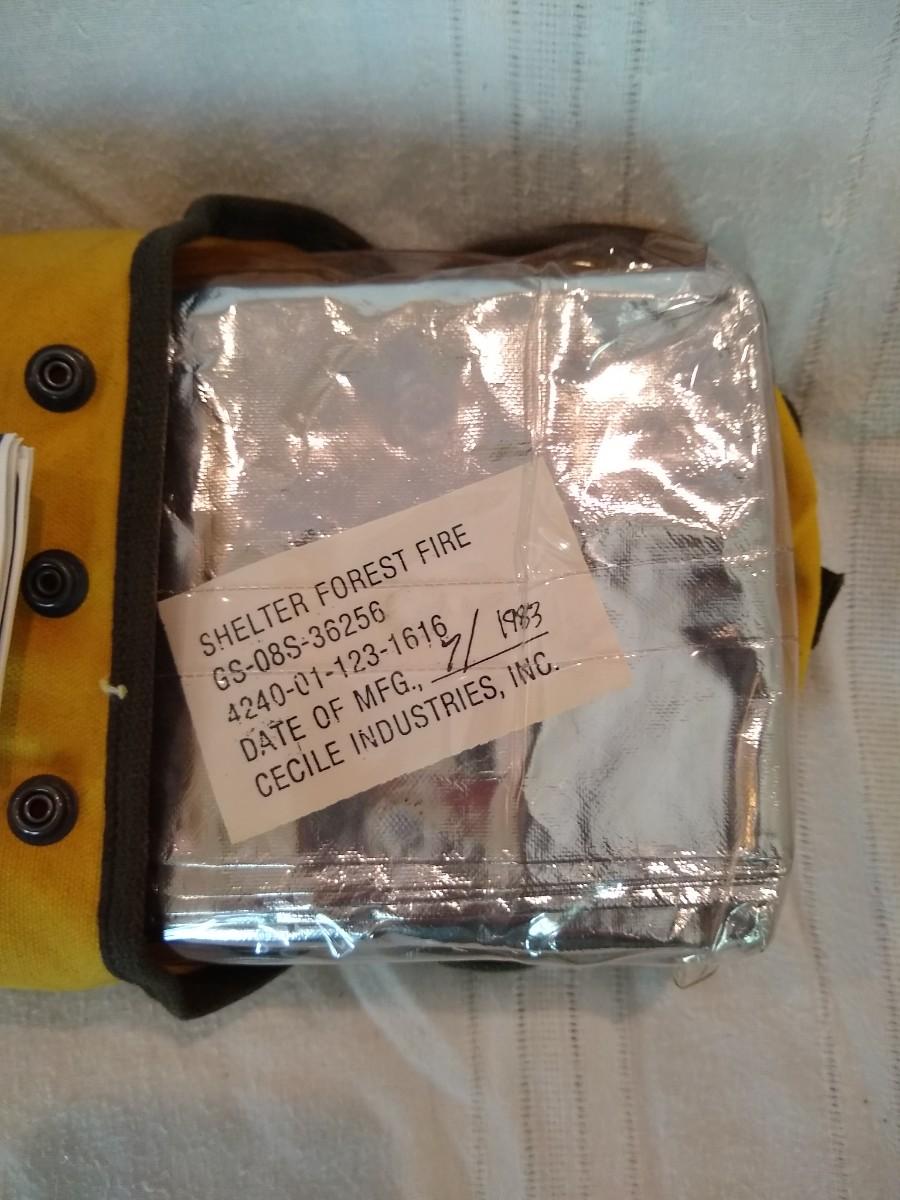 SHELTER FOREST FIRE
GS-08S-36256
4240-01-123-1616
DATE OF MFG., 7/ 1983
CECILE INDUSTRIES, INC.